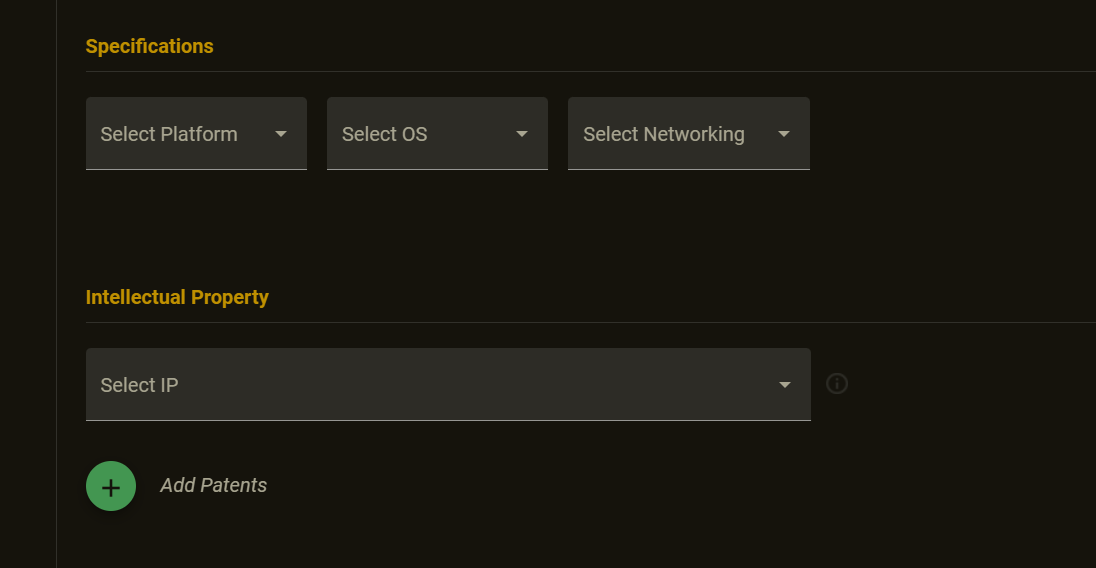 Specifications
Select Platform Select OS Select Networking
Intellectual Property
Select IP
Add Patents